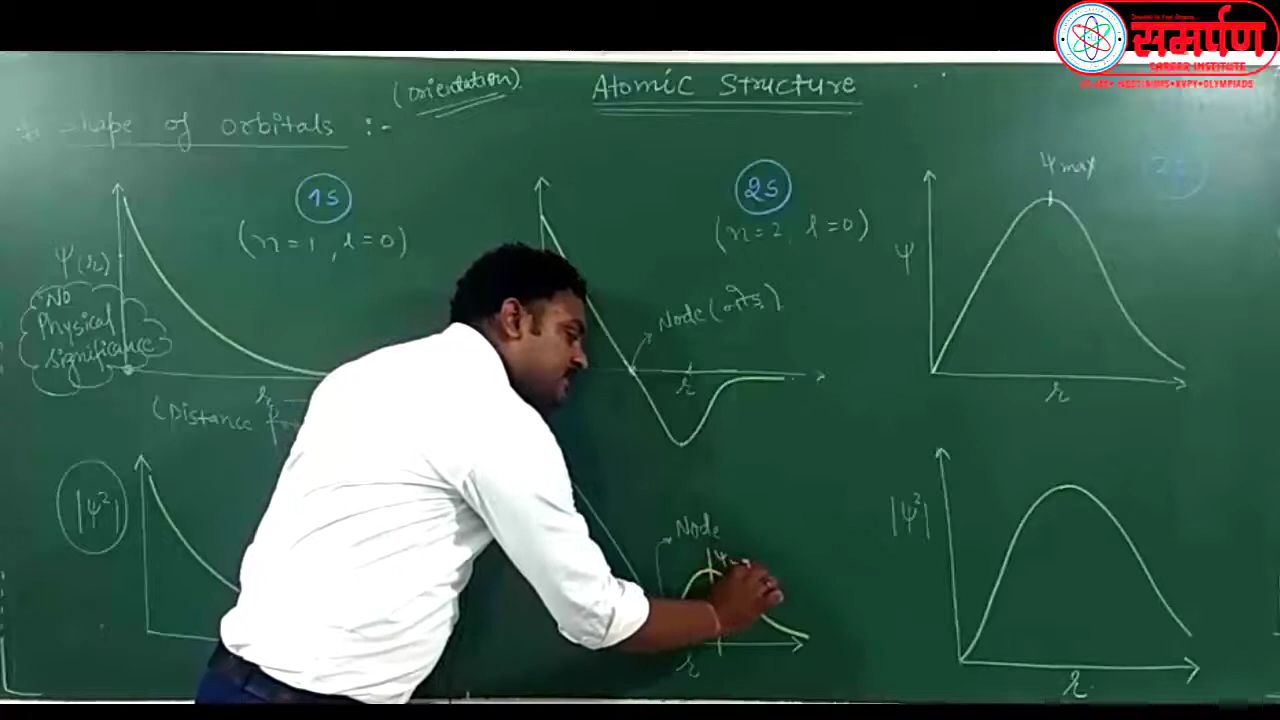 समर्पण
CAREER INSTITUTE
(orientation)
Atomic Structure
Shape of orbitals :-
1s
(n=1, l=0)
ψ(r)
No
Physical
Significance
r
(Distance
2s
(n=2, l=0)
Node (नोड)
r
ψ max
ψ
r
|ψ²|
Node
r
|ψ²|
r